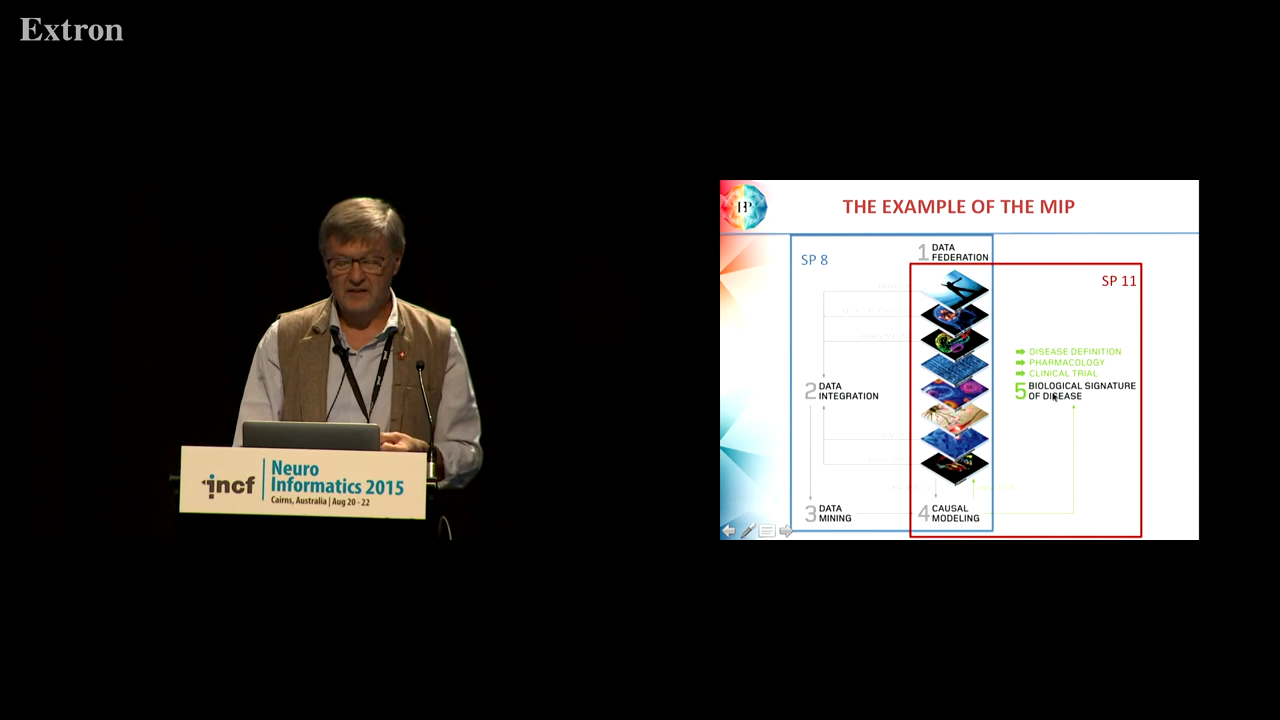 Extron
incf
Neuro
Informatics 2015
Cairns, Australia | Aug 20 - 22
THE EXAMPLE OF THE MIP
SP 8
1 DATA
FEDERATION
SP 11
DISEASE DEFINITION
PHARMACOLOGY
CLINICAL TRIAL
2 DATA
INTEGRATION
5 BIOLOGICAL SIGNATURE
OF DISEASE
3 DATA
MINING
4 CAUSAL
MODELING